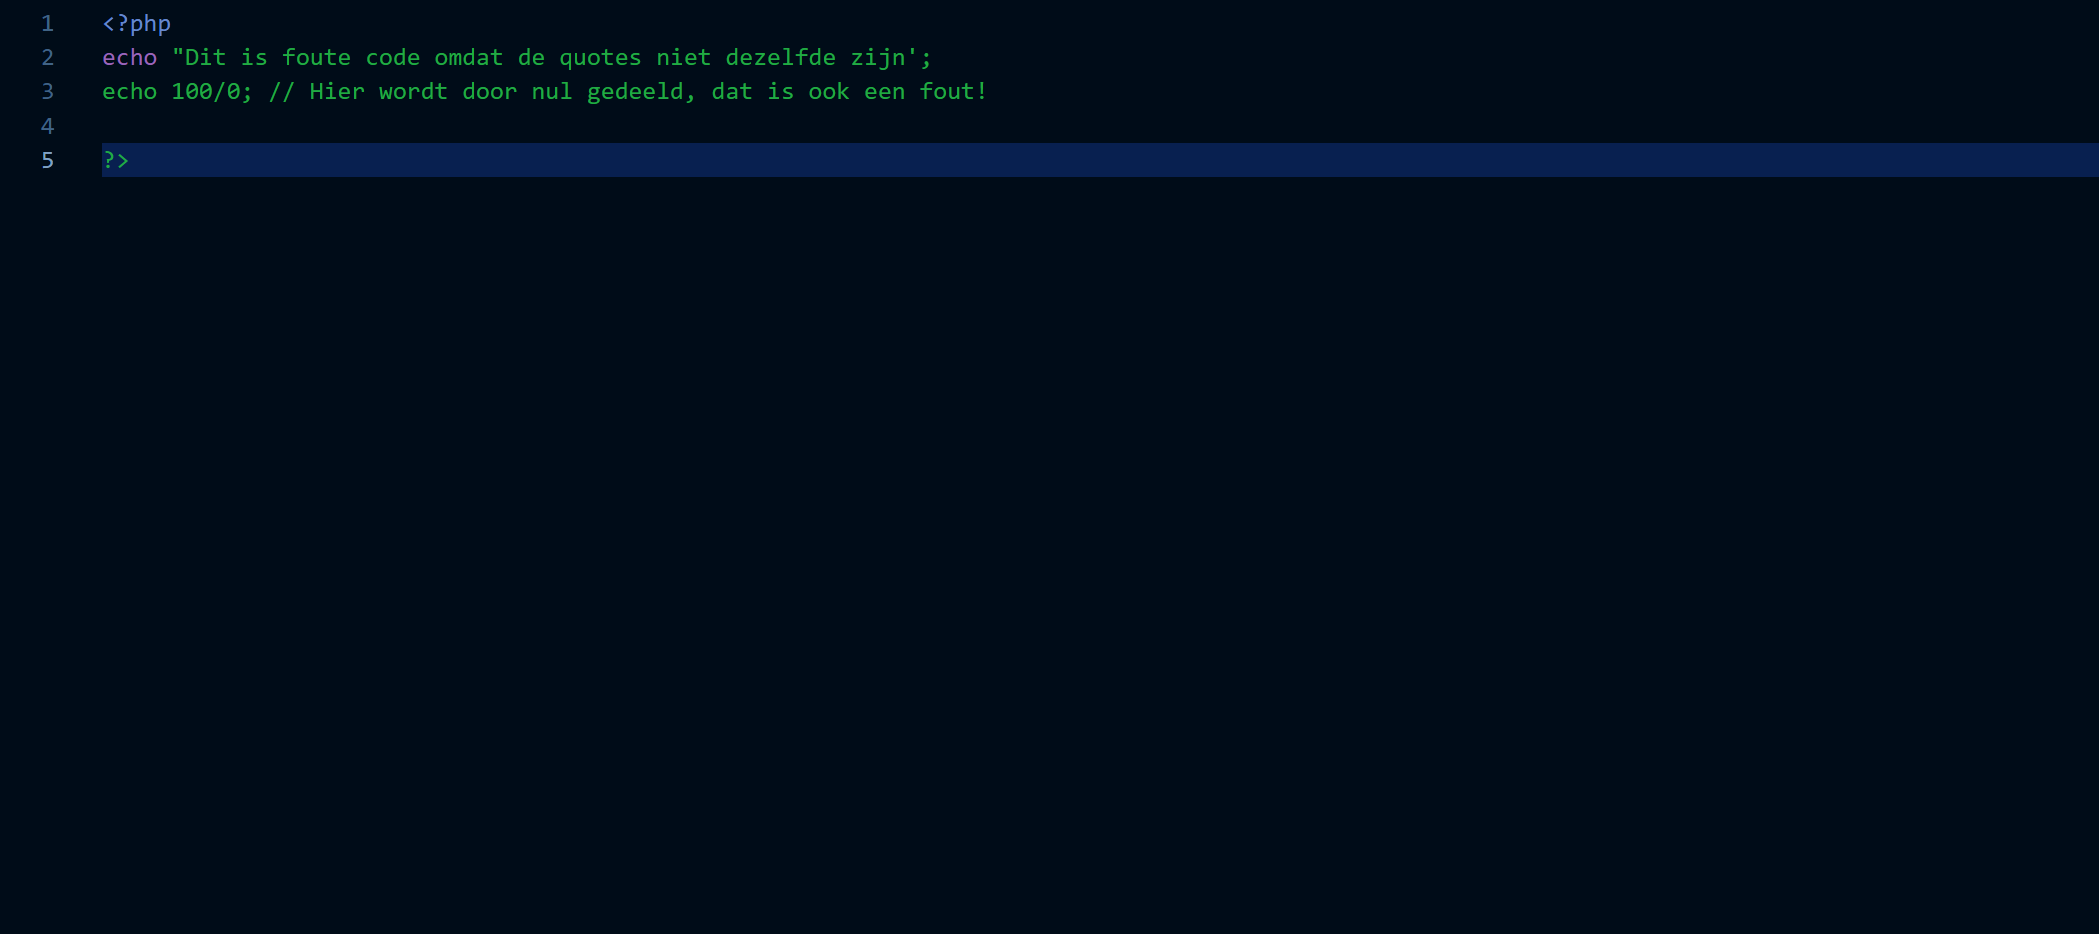 1 <?php
2 echo "Dit is foute code omdat de quotes niet dezelfde zijn';
3 echo 100/0; // Hier wordt door nul gedeeld, dat is ook een fout!
4
5 ?>